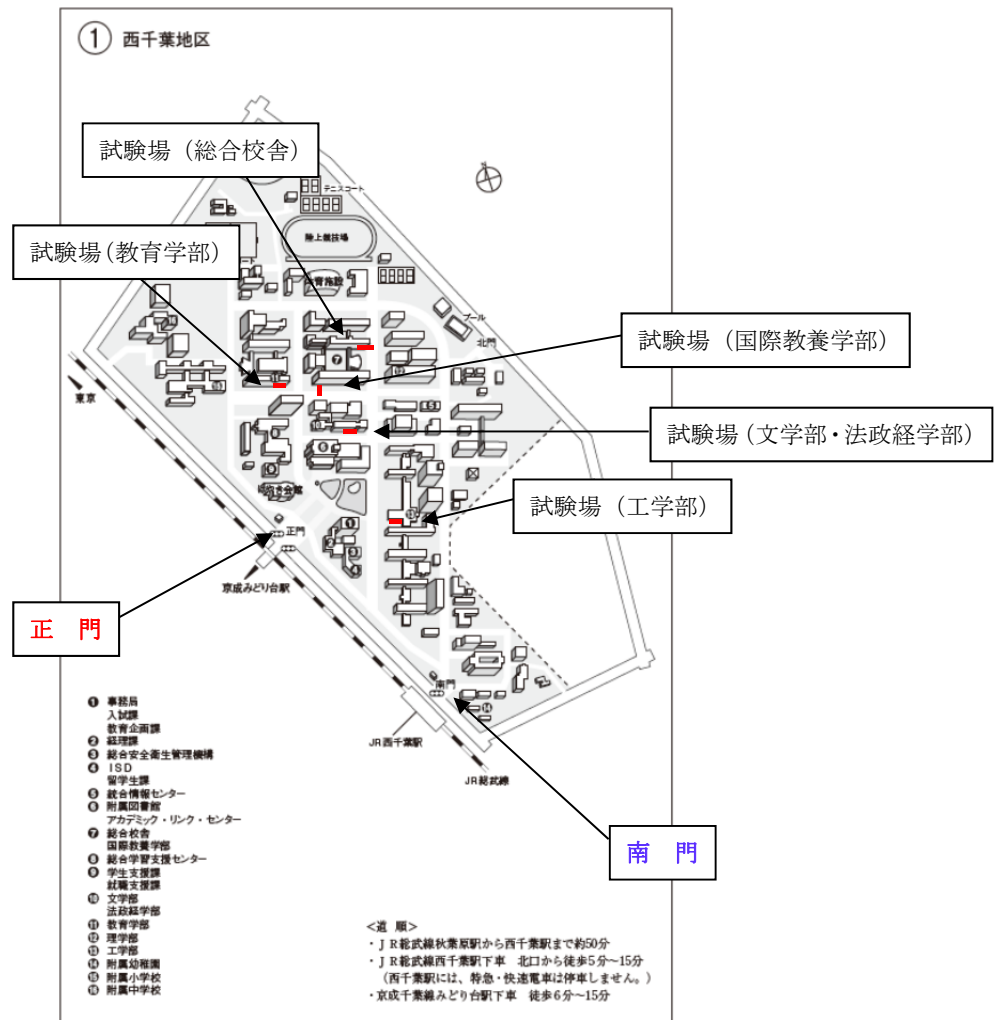 ① 西千葉地区
試験場（総合校舎）
テニスコート
陸上競技場
試験場（教育学部）
ート
体育施設
プール
北門
試験場（国際教養学部）
東京
試験場（文学部・法政経学部）
試験場（工学部）
けやき会館
正門
京成みどり台駅
正 門
南門
JR西千葉駅
JR総武線
南 門
❶ 事務局
入試課
教育企画課
❷ 経理課
❸ 総合安全衛生管理機構
❹ ISD
留学生課
❺ 統合情報センター
❻ 附属図書館
アカデミック・リンク・センター
❼ 総合校舎
国際教養学部
❽ 総合学習支援センター
❾ 学生支援課
就職支援課
❿ 文学部
法政経学部
⓫ 教育学部
⓬ 理学部
⓭ 工学部
⓮ 附属幼稚園
⓯ 附属小学校
⓰ 附属中学校
＜道 順＞
・ＪＲ総武線秋葉原駅から西千葉駅まで約50分
・ＪＲ総武線西千葉駅下車 北口から徒歩５分～15分
（西千葉駅には、特急・快速電車は停車しません。）
・京成千葉線みどり台駅下車 徒歩６分～15分